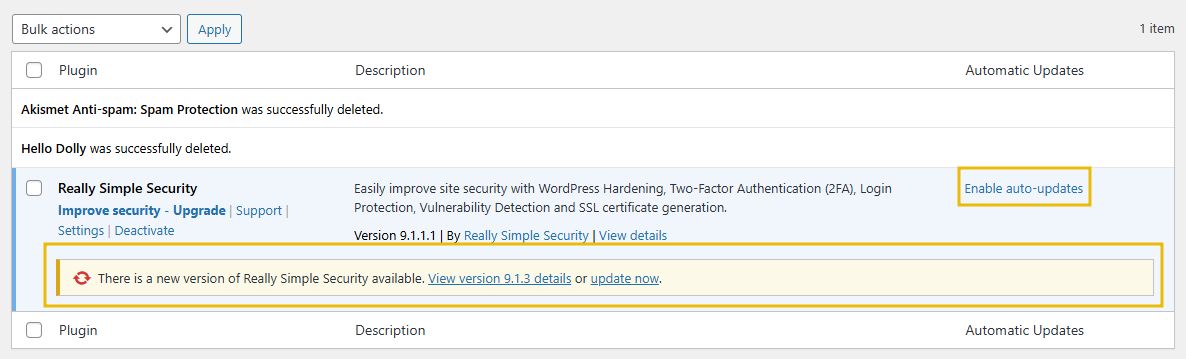 Bulk actions Apply 1 item
Plugin Description Automatic Updates
Akismet Anti-spam: Spam Protection was successfully deleted.
Hello Dolly was successfully deleted.
Really Simple Security Easily improve site security with WordPress Hardening, Two-Factor Authentication (2FA), Login Enable auto-updates
Improve security - Upgrade | Support | Protection, Vulnerability Detection and SSL certificate generation.
Settings | Deactivate Version 9.1.1.1 | By Really Simple Security | View details
There is a new version of Really Simple Security available. View version 9.1.3 details or update now.
Plugin Description Automatic Updates